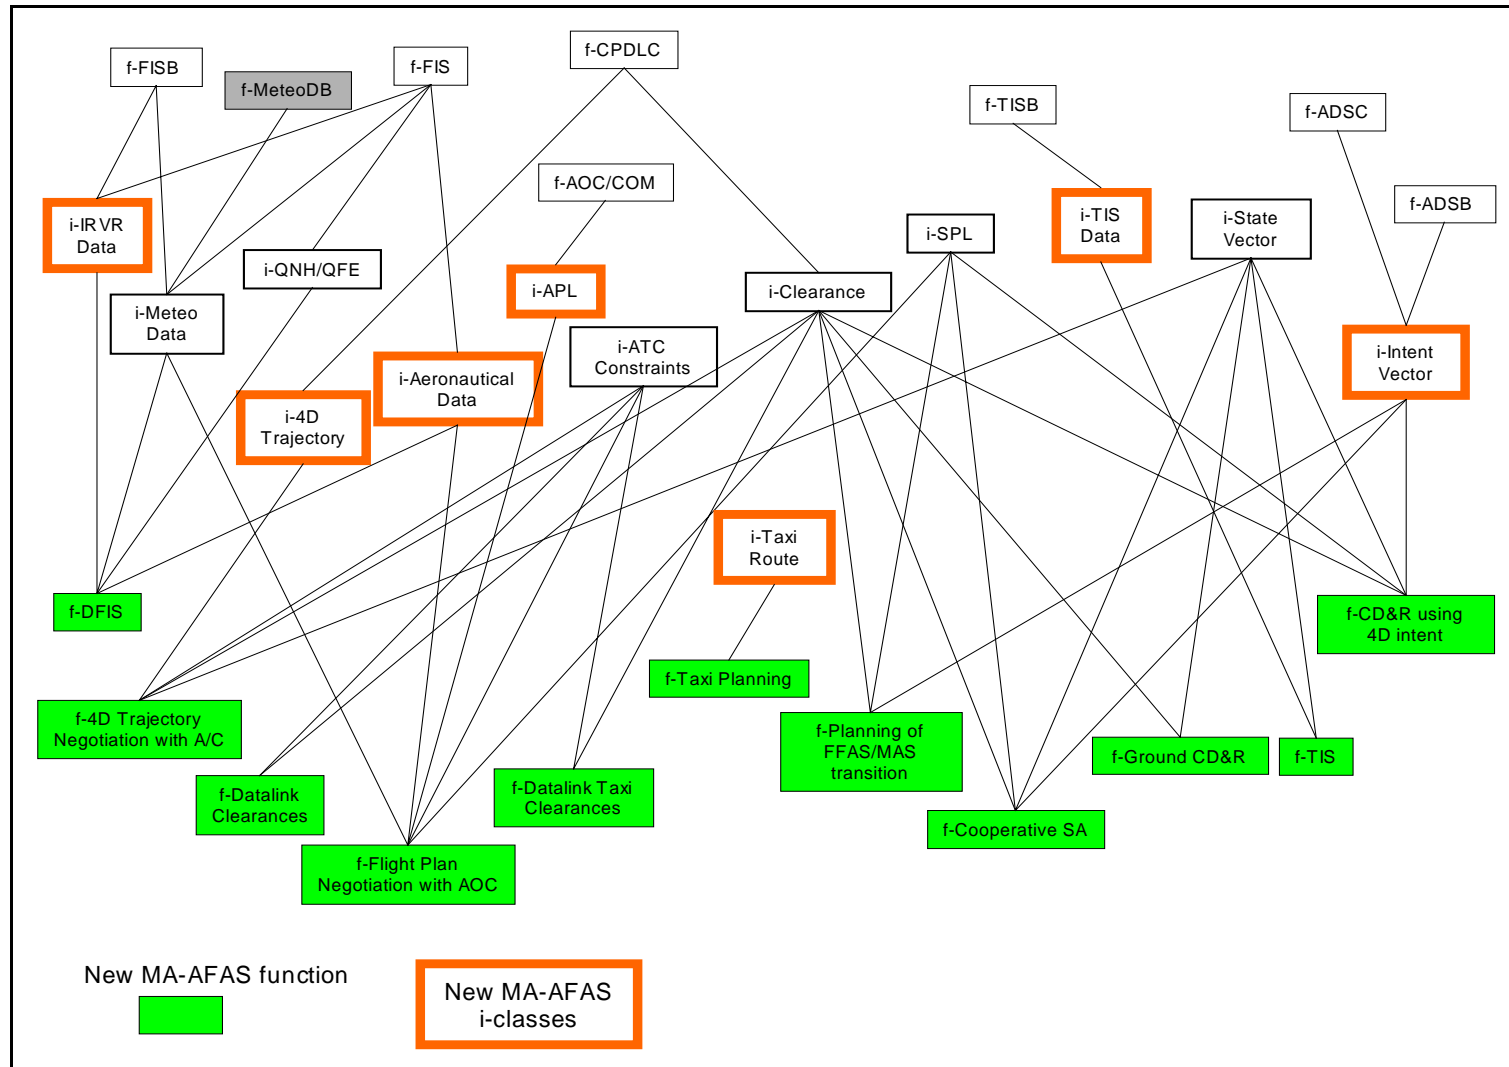 f-FISB
f-MeteoDB
f-FIS
f-CPDLC
f-TISB
f-ADSC
f-AOC/COM
f-ADSB
i-IRVR
Data
i-QNH/QFE
i-SPL
i-TIS
Data
i-State
Vector
i-Meteo
Data
i-APL
i-Clearance
i-ATC
Constraints
i-Intent
Vector
i-Aeronautical
Data
i-4D
Trajectory
i-Taxi
Route
f-DFIS
f-CD&R using
4D intent
f-Taxi Planning
f-4D Trajectory
Negotiation with A/C
f-Planning of
FFAS/MAS
transition
f-Ground CD&R
f-TIS
f-Datalink
Clearances
f-Datalink Taxi
Clearances
f-Cooperative SA
f-Flight Plan
Negotiation with AOC
New MA-AFAS function
New MA-AFAS
i-classes